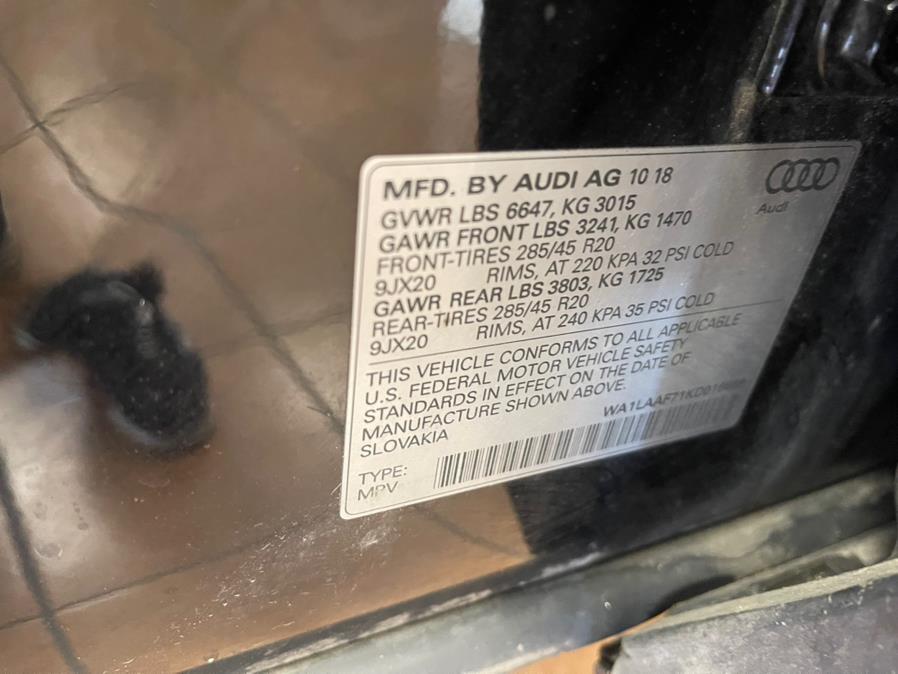 MFD. BY AUDI AG 10 18
Audi
GVWR LBS 6647, KG 3015
GAWR FRONT LBS 3241, KG 1470
FRONT-TIRES 285/45 R20
9JX20 RIMS, AT 220 KPA 32 PSI COLD
GAWR REAR LBS 3803, KG 1725
REAR-TIRES 285/45 R20
9JX20 RIMS, AT 240 KPA 35 PSI COLD
THIS VEHICLE CONFORMS TO ALL APPLICABLE
U.S. FEDERAL MOTOR VEHICLE SAFETY
STANDARDS IN EFFECT ON THE DATE OF
MANUFACTURE SHOWN ABOVE.
SLOVAKIA
TYPE:
MPV